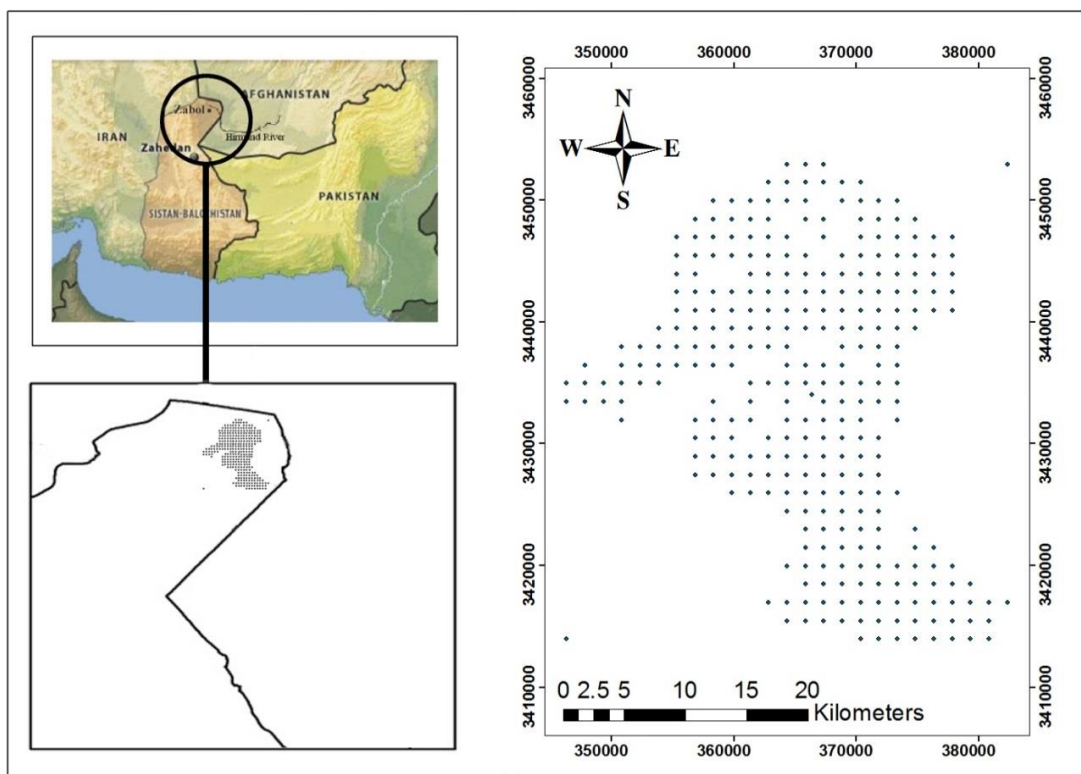 AFGHANISTAN
Zabol
IRAN
Hirmand River
Zahedan
PAKISTAN
SISTAN-BALOCHISTAN
350000 360000 370000 380000
N
W E
S
3460000 3460000
3450000 3450000
3440000 3440000
3430000 3430000
3420000 3420000
3410000 3410000
0 2.5 5 10 15 20
Kilometers
350000 360000 370000 380000